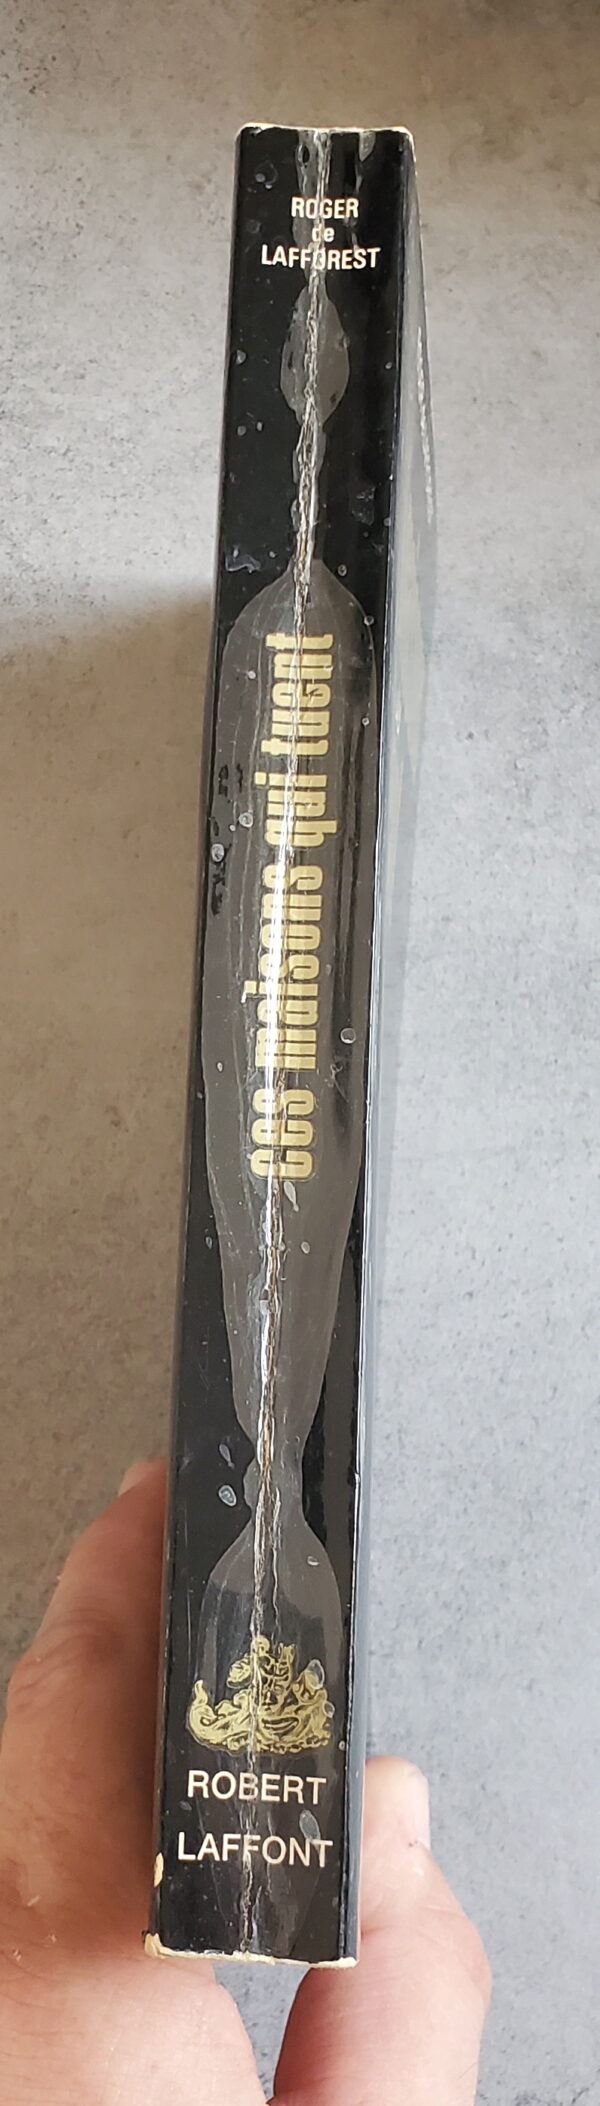 ROGER
de
LAFFOREST
ces maisons qui tuent
ROBERT
LAFFONT